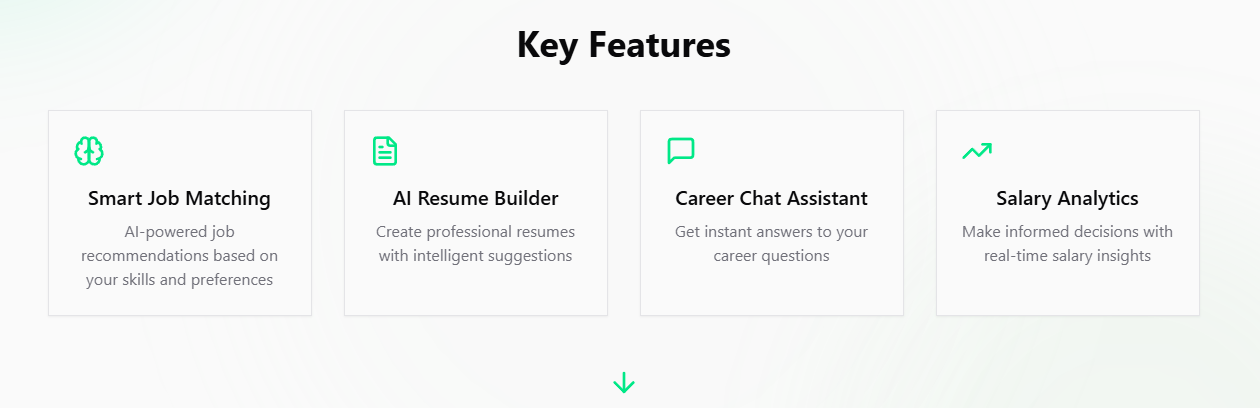 Key Features
Smart Job Matching
AI-powered job
recommendations based on
your skills and preferences
AI Resume Builder
Create professional resumes
with intelligent suggestions
Career Chat Assistant
Get instant answers to your
career questions
Salary Analytics
Make informed decisions with
real-time salary insights